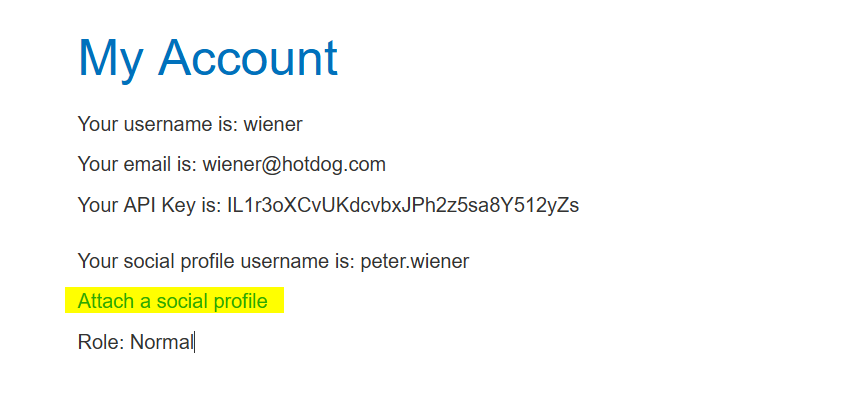 My Account
Your username is: wiener
Your email is: wiener@hotdog.com
Your API Key is: IL1r3oXCvUKdcvbxJPh2z5sa8Y512yZs
Your social profile username is: peter.wiener
Attach a social profile
Role: Normal